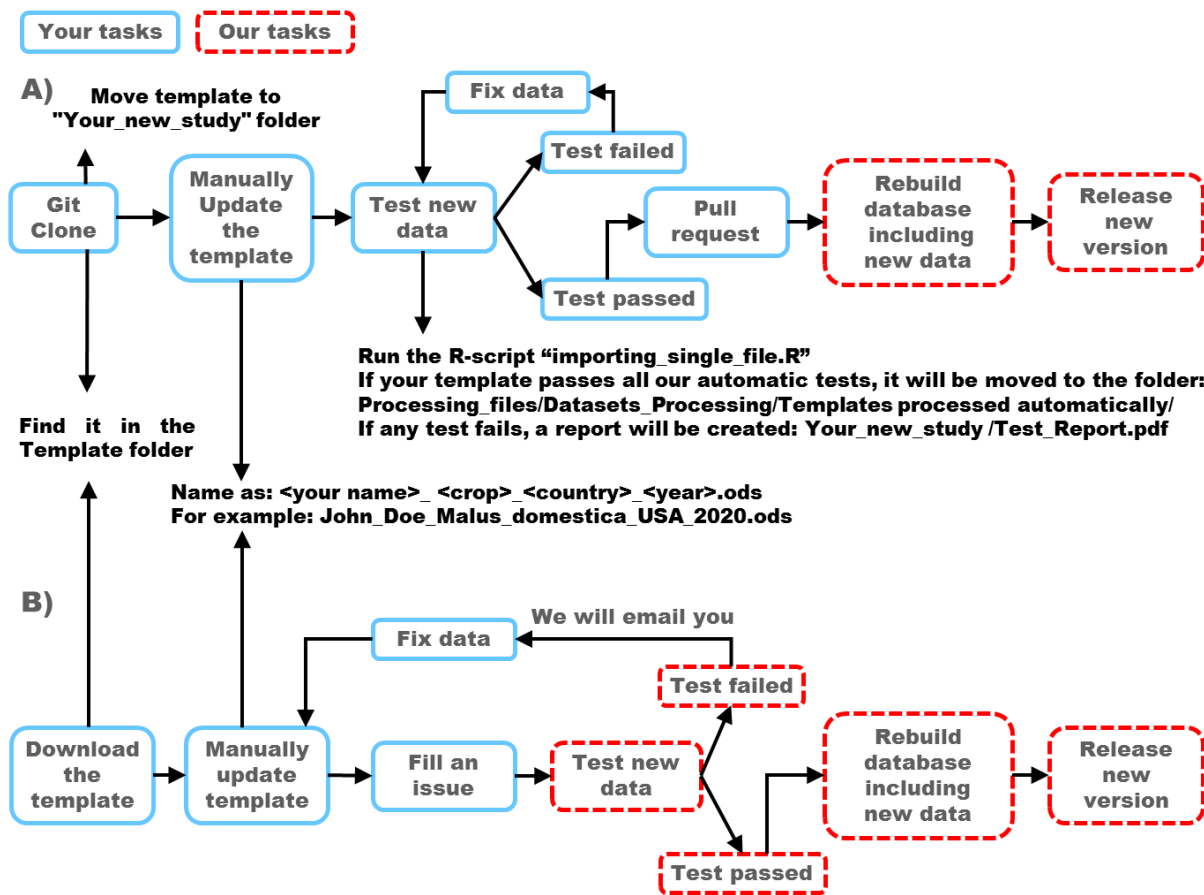 Your tasks
Our tasks
A)
Move template to
"Your_new_study" folder
Fix data
Test failed
Git
Clone
Manually
Update
the
template
Test new
data
Pull
request
Test passed
Rebuild
database
including
new data
Release
new
version
Run the R-script “importing_single_file.R”
If your template passes all our automatic tests, it will be moved to the folder:
Processing_files/Datasets_Processing/Templates processed automatically/
If any test fails, a report will be created: Your_new_study /Test_Report.pdf
Find it in the
Template folder
Name as: <your name>_ <crop>_<country>_<year>.ods
For example: John_Doe_Malus_domestica_USA_2020.ods
B)
We will email you
Fix data
Test failed
Download
the
template
Manually
update
template
Fill an
issue
Test new
data
Test passed
Rebuild
database
including
new data
Release
new
version